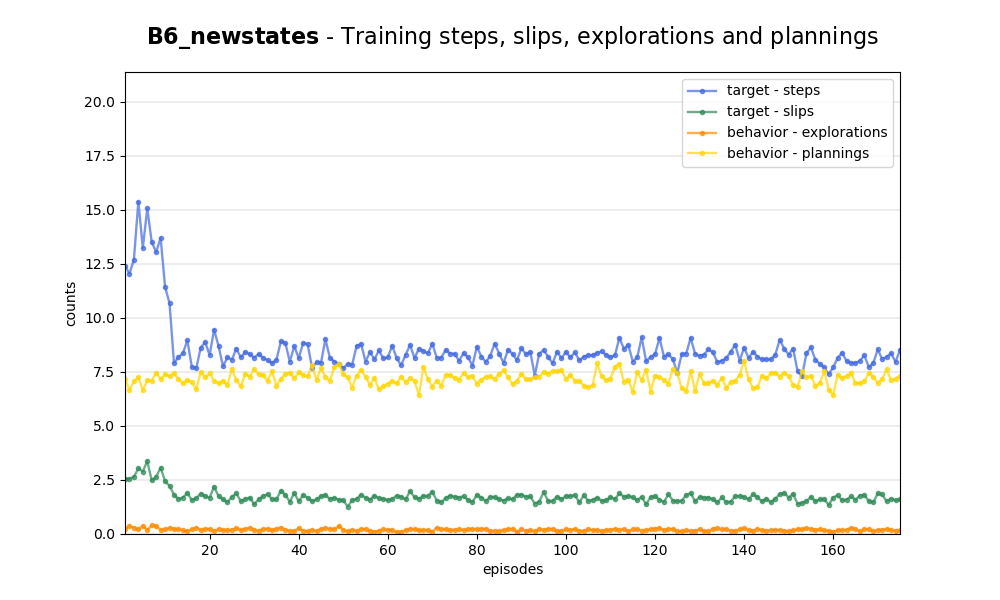 B6_newstates - Training steps, slips, explorations and plannings
target - steps
target - slips
behavior - explorations
behavior - plannings
counts
20.0
17.5
15.0
12.5
10.0
7.5
5.0
2.5
0.0
20 40 60 80 100 120 140 160
episodes